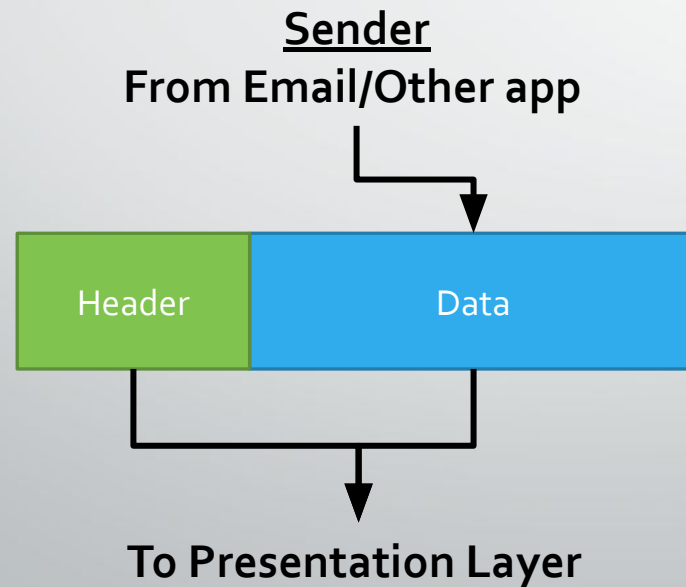 Sender
From Email/Other app
Header
Data
To Presentation Layer